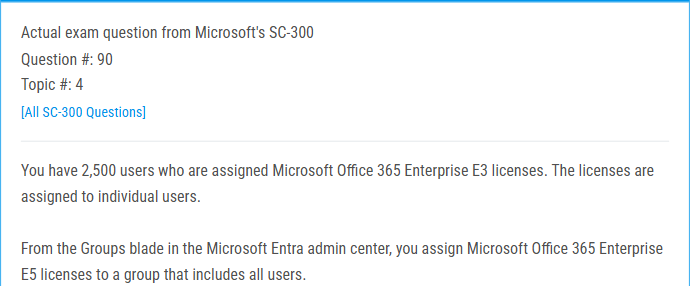 Actual exam question from Microsoft's SC-300
Question #: 90
Topic #: 4
[All SC-300 Questions]
You have 2,500 users who are assigned Microsoft Office 365 Enterprise E3 licenses. The licenses are
assigned to individual users.
From the Groups blade in the Microsoft Entra admin center, you assign Microsoft Office 365 Enterprise
E5 licenses to a group that includes all users.